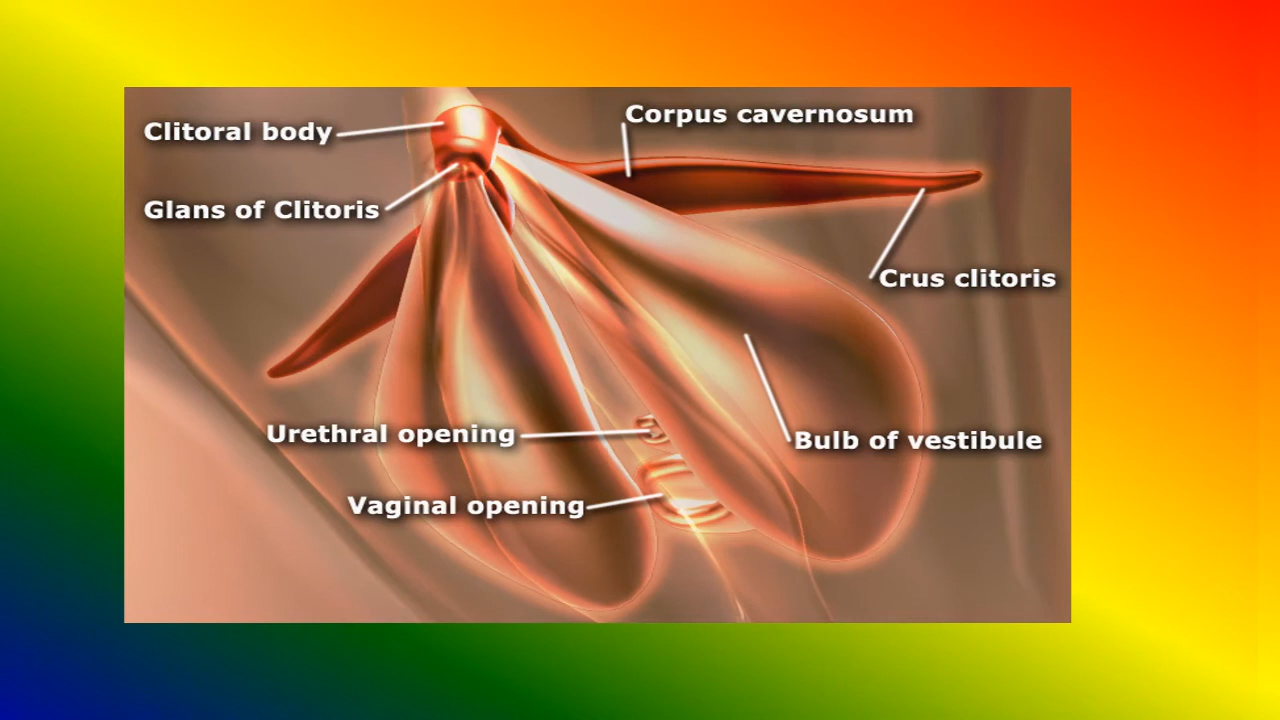 Corpus cavernosum
Clitoral body
Glans of Clitoris
Crus clitoris
Urethral opening
Bulb of vestibule
Vaginal opening